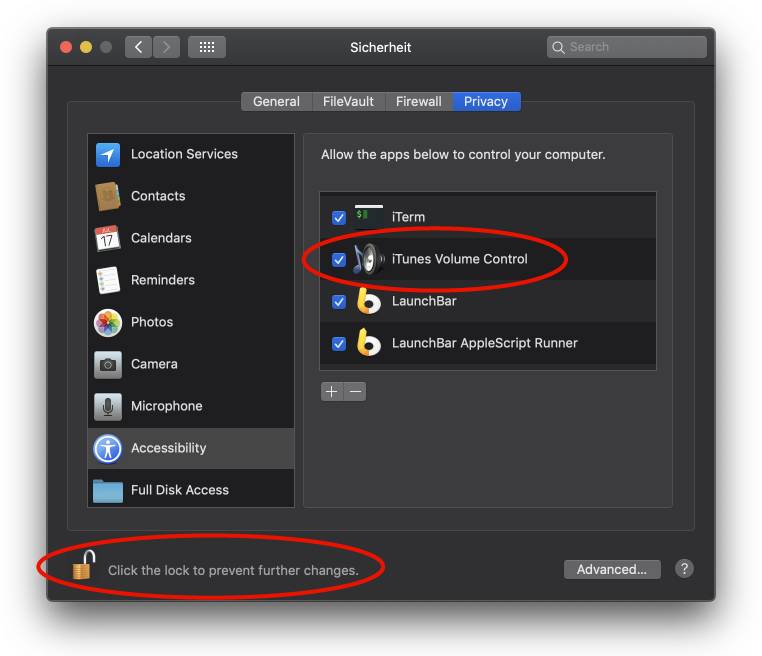 Sicherheit
Search
General FileVault Firewall Privacy
Location Services
Contacts
JUL
17
Calendars
Reminders
Photos
Camera
Microphone
Accessibility
Full Disk Access
Allow the apps below to control your computer.
$
iTerm
iTunes Volume Control
LaunchBar
LaunchBar AppleScript Runner
+ −
Click the lock to prevent further changes.
Advanced...
?